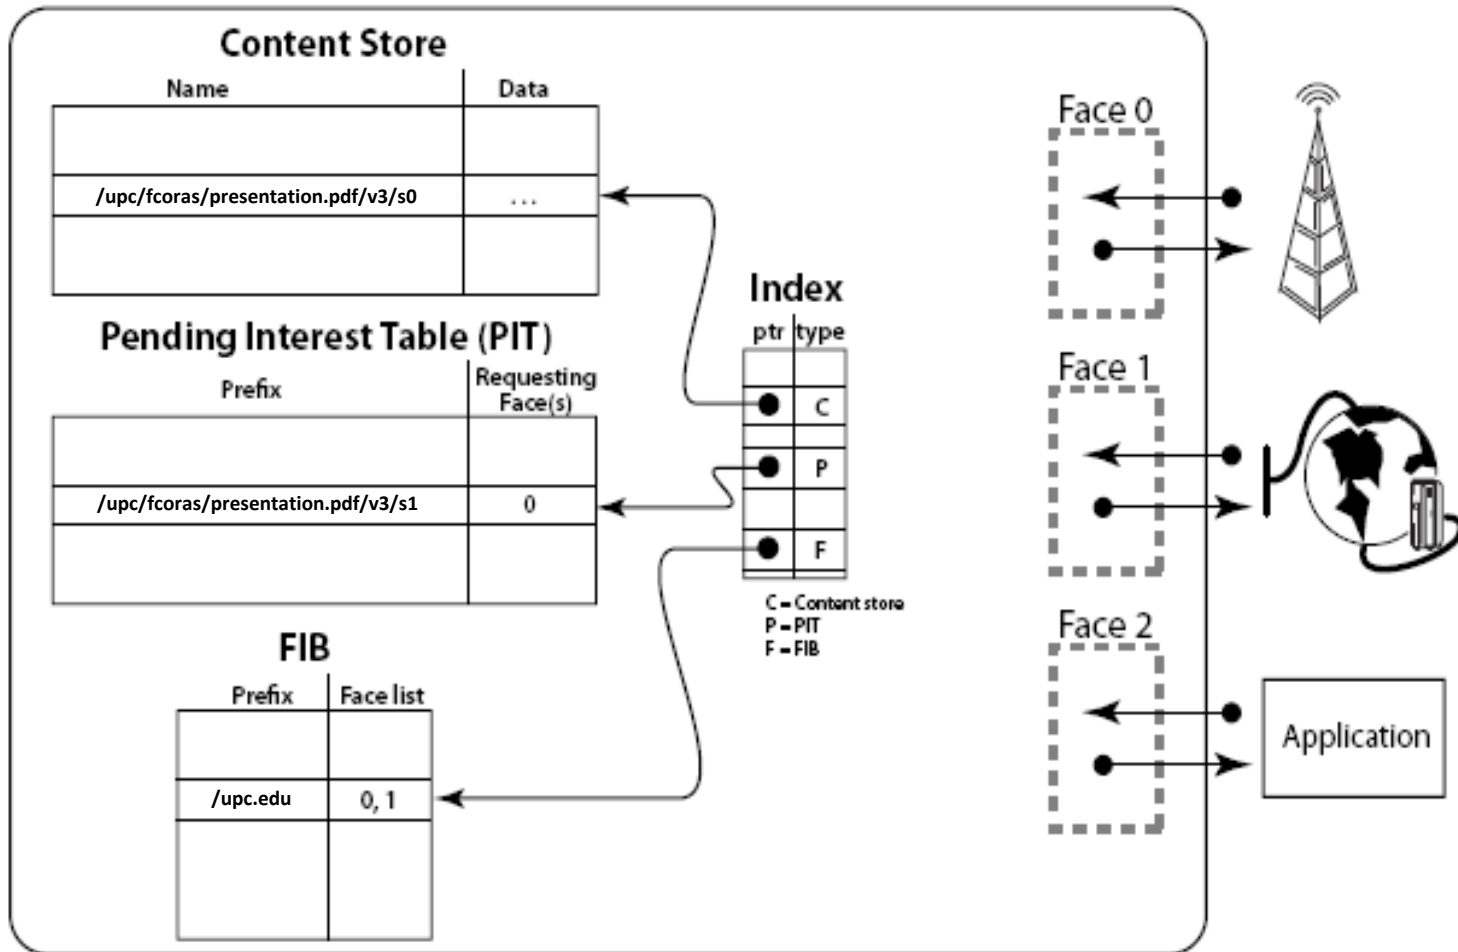 Content Store
Name Data
/upc/fcoras/presentation.pdf/v3/s0 ...
Pending Interest Table (PIT)
Prefix Requesting Face(s)
/upc/fcoras/presentation.pdf/v3/s1 0
FIB
Prefix Face list
/upc.edu 0, 1
Index
ptr type
C
P
F
C = Content store
P = PIT
F = FIB
Face 0
Face 1
Face 2
Application